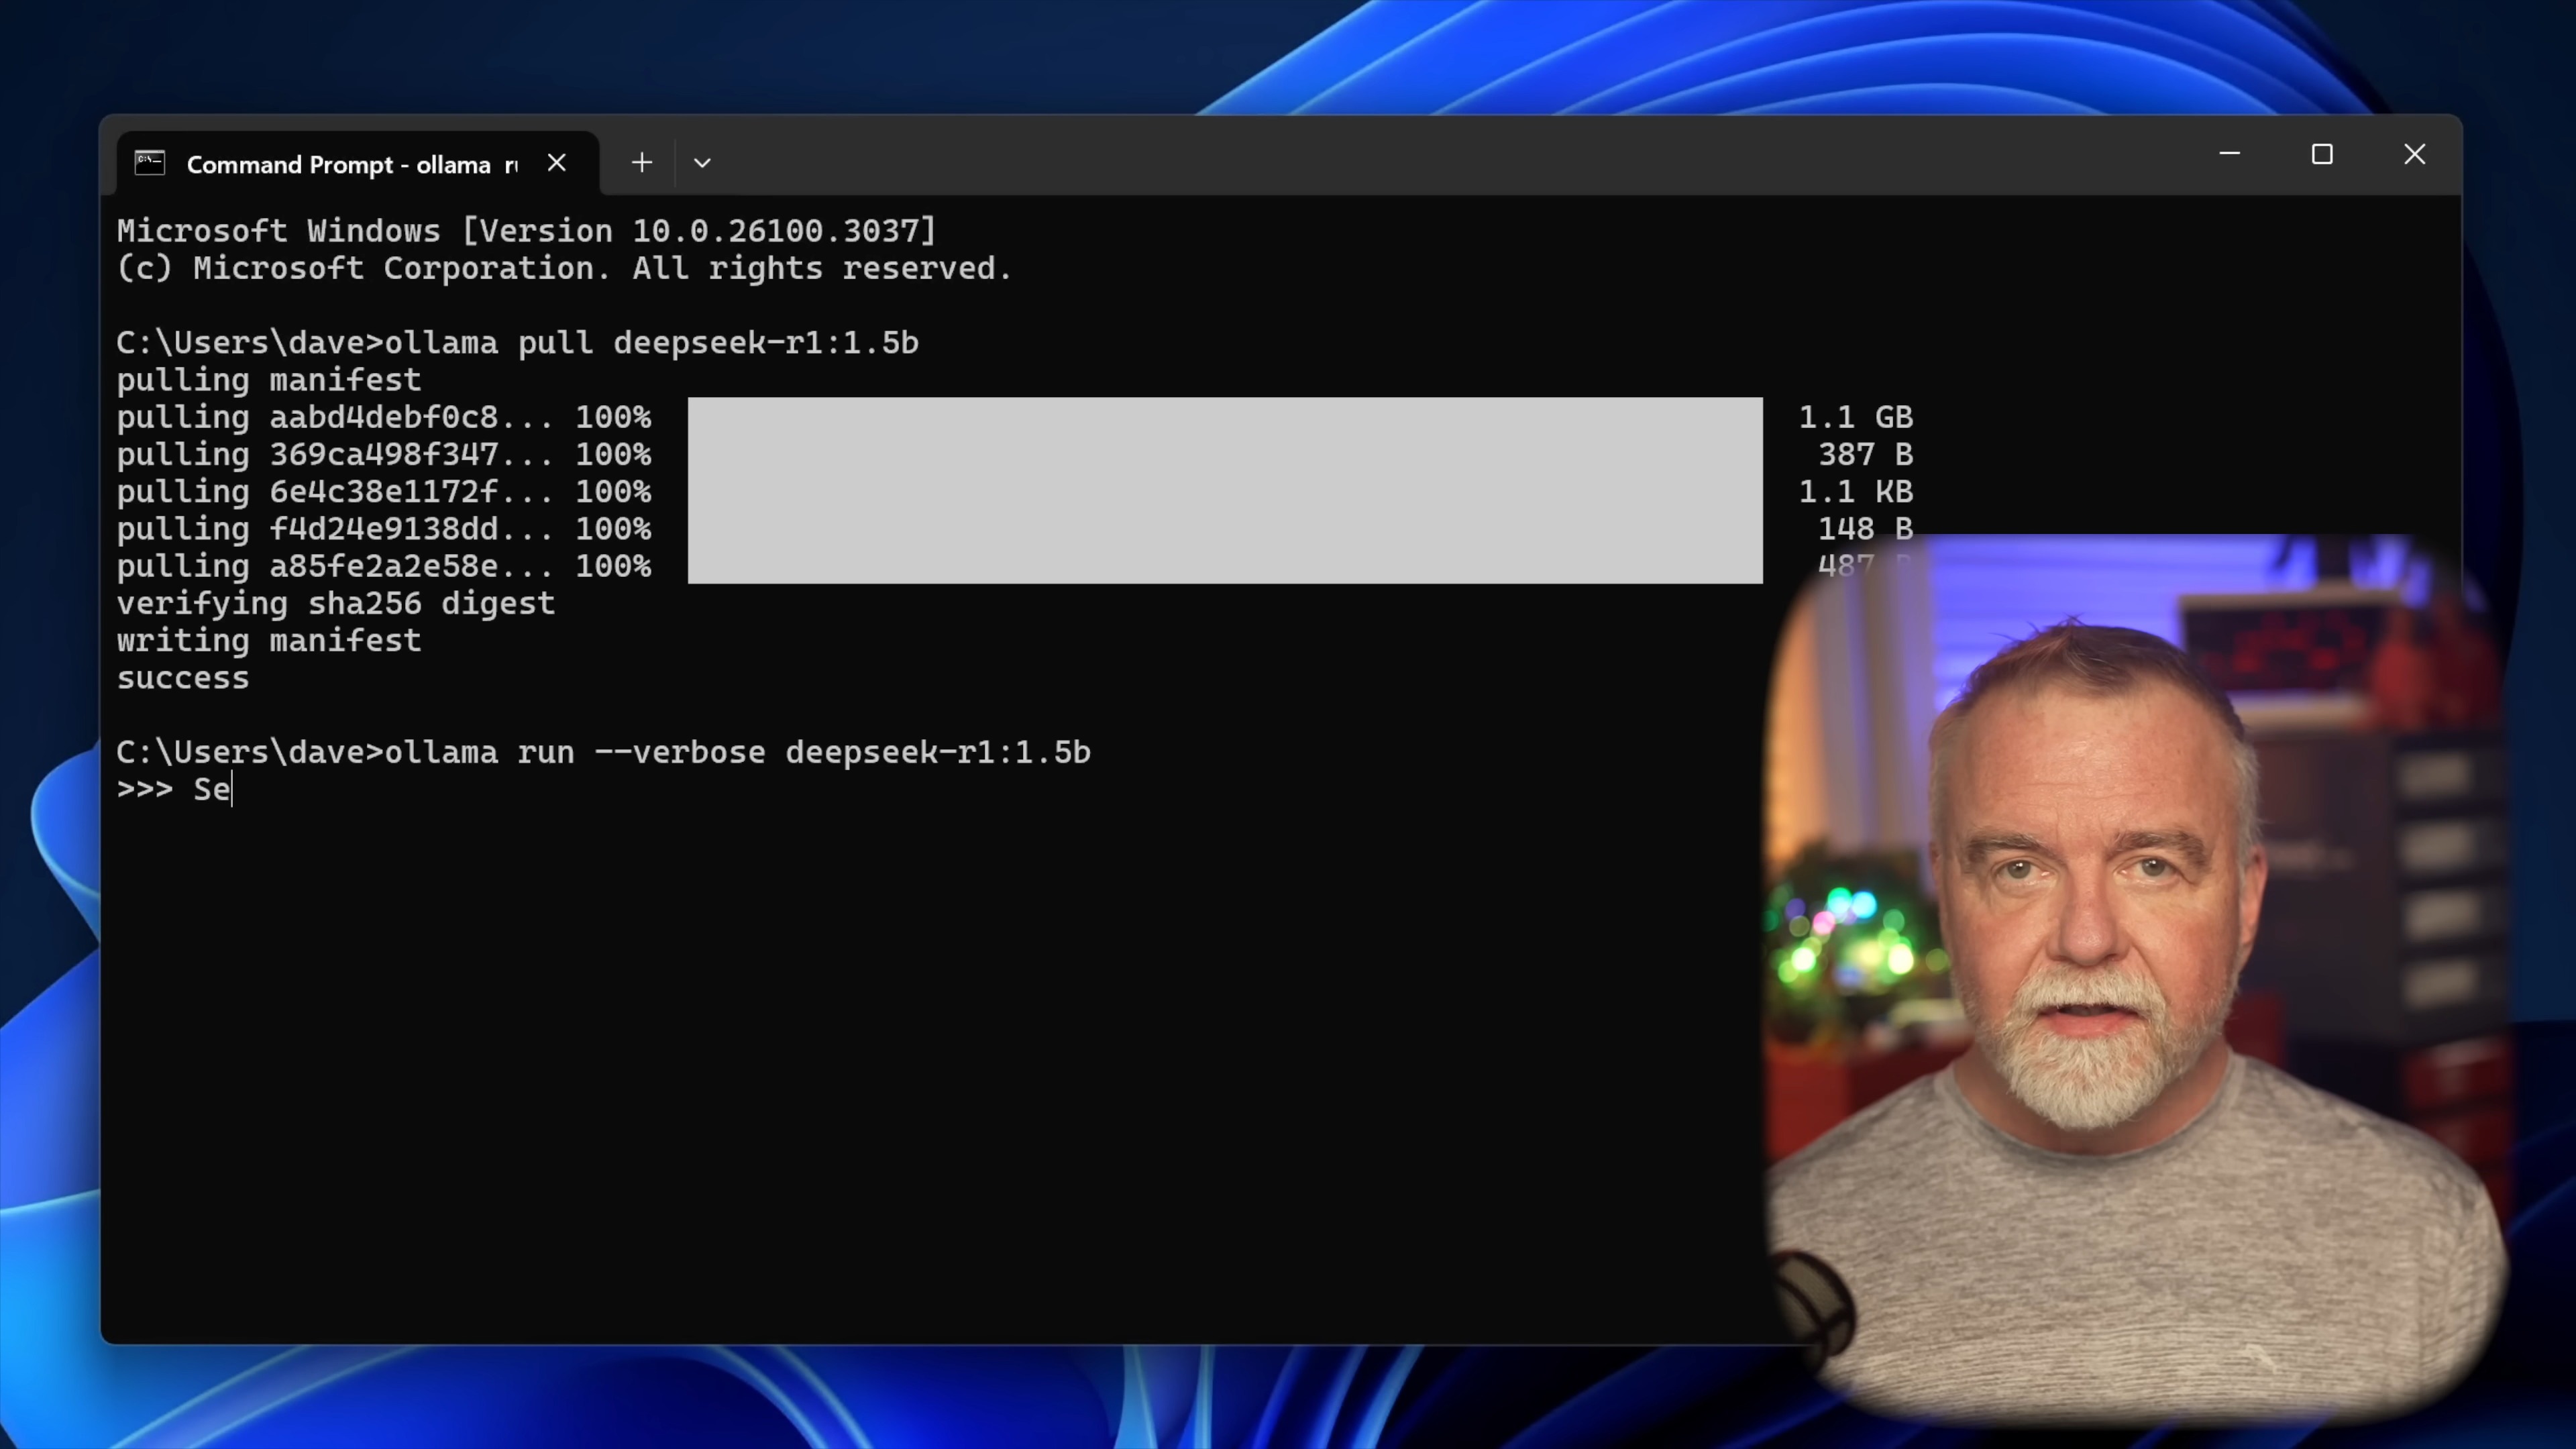 Command Prompt - ollama
Microsoft Windows [Version 10.0.26100.3037]
(c) Microsoft Corporation. All rights reserved.
C:\Users\dave>ollama pull deepseek-r1:1.5b
pulling manifest
pulling aabd4debf0c8... 100% 1.1 GB
pulling 369ca498f347... 100% 387 B
pulling 6e4c38e1172f... 100% 1.1 KB
pulling f4d24e9138dd... 100% 148 B
pulling a85fe2a2e58e... 100% 487 B
verifying sha256 digest
writing manifest
success
C:\Users\dave>ollama run --verbose deepseek-r1:1.5b
>>> Se